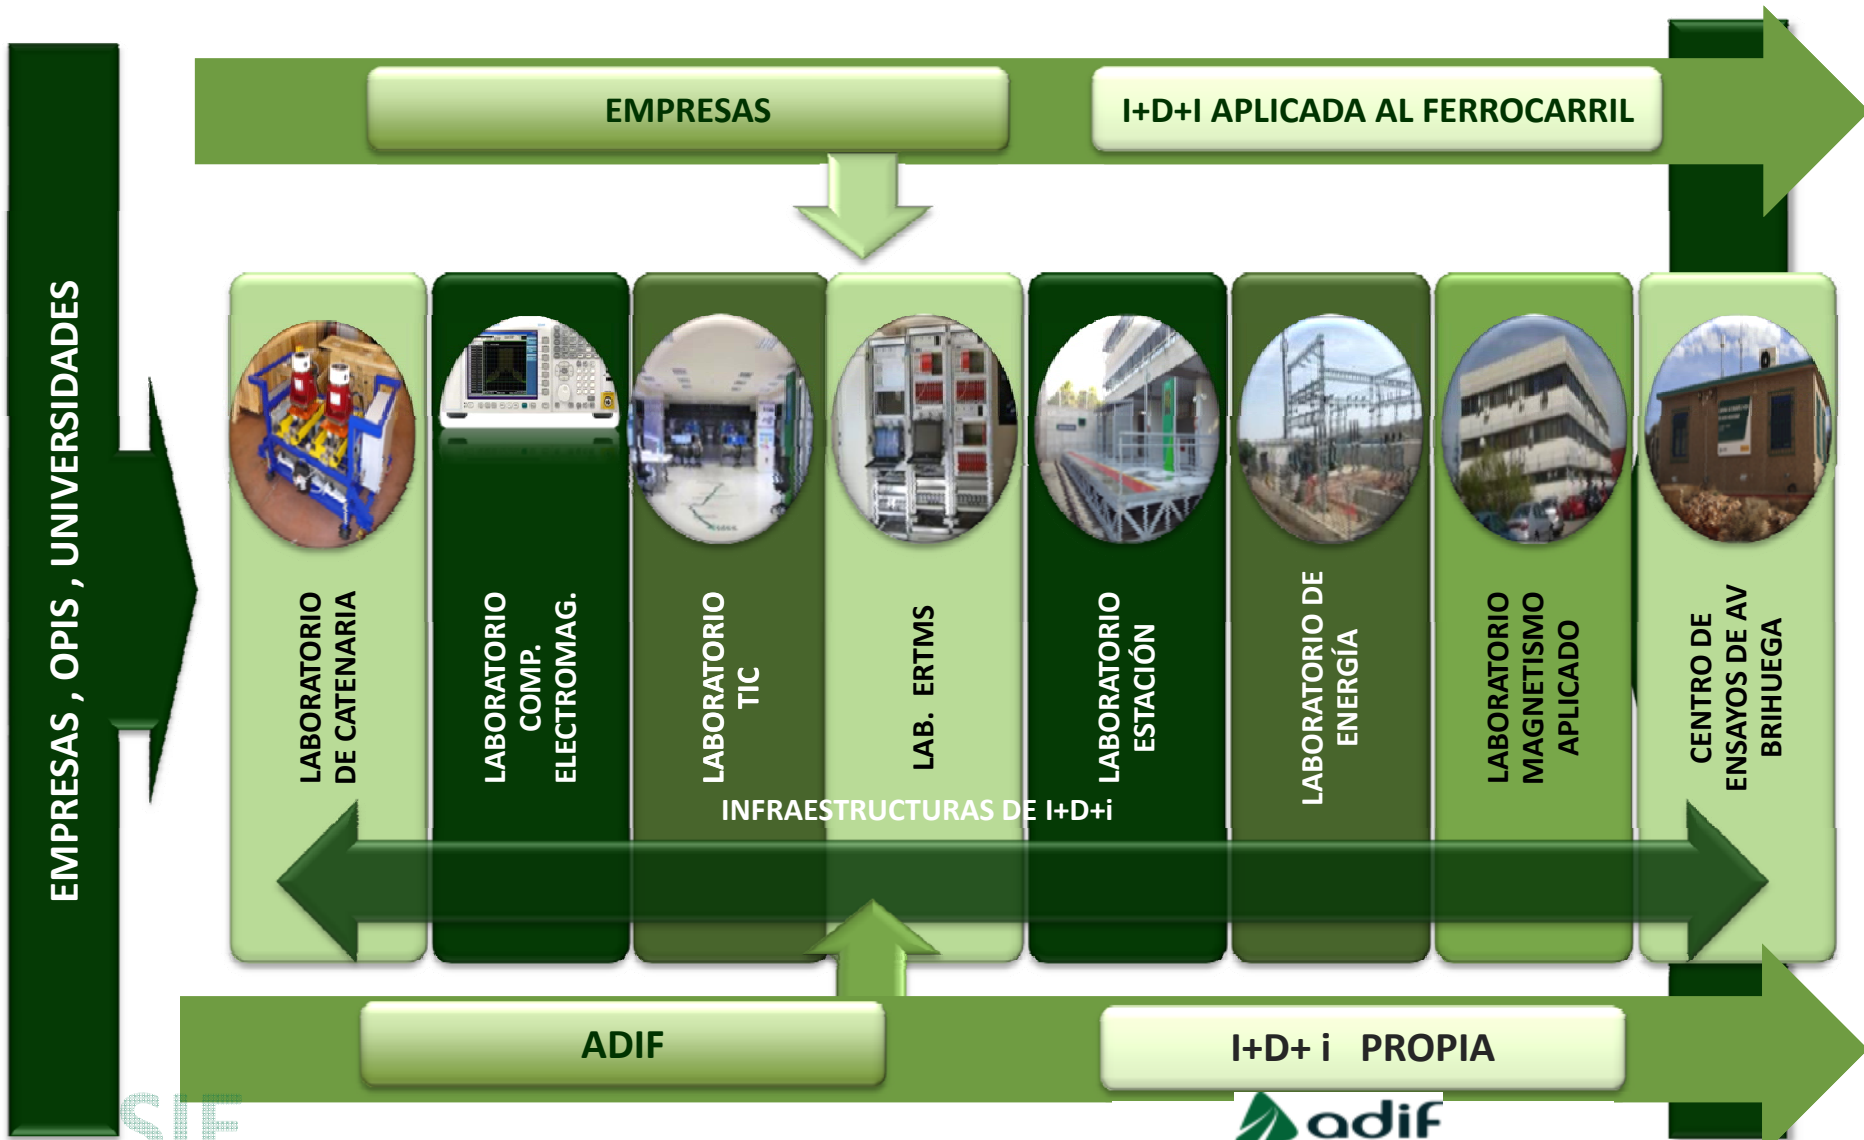 EMPRESAS
I+D+I APLICADA AL FERROCARRIL
EMPRESAS , OPIS , UNIVERSIDADES
LABORATORIO
DE CATENARIA
LABORATORIO
COMP.
ELECTROMAG.
LABORATORIO
TIC
LAB. ERTMS
LABORATORIO
ESTACIÓN
LABORATORIO DE
ENERGÍA
LABORATORIO
MAGNETISMO
APLICADO
CENTRO DE
ENSAYOS DE AV
BRIHUEGA
INFRAESTRUCTURAS DE I+D+i
ADIF
I+D+ i PROPIA
adif